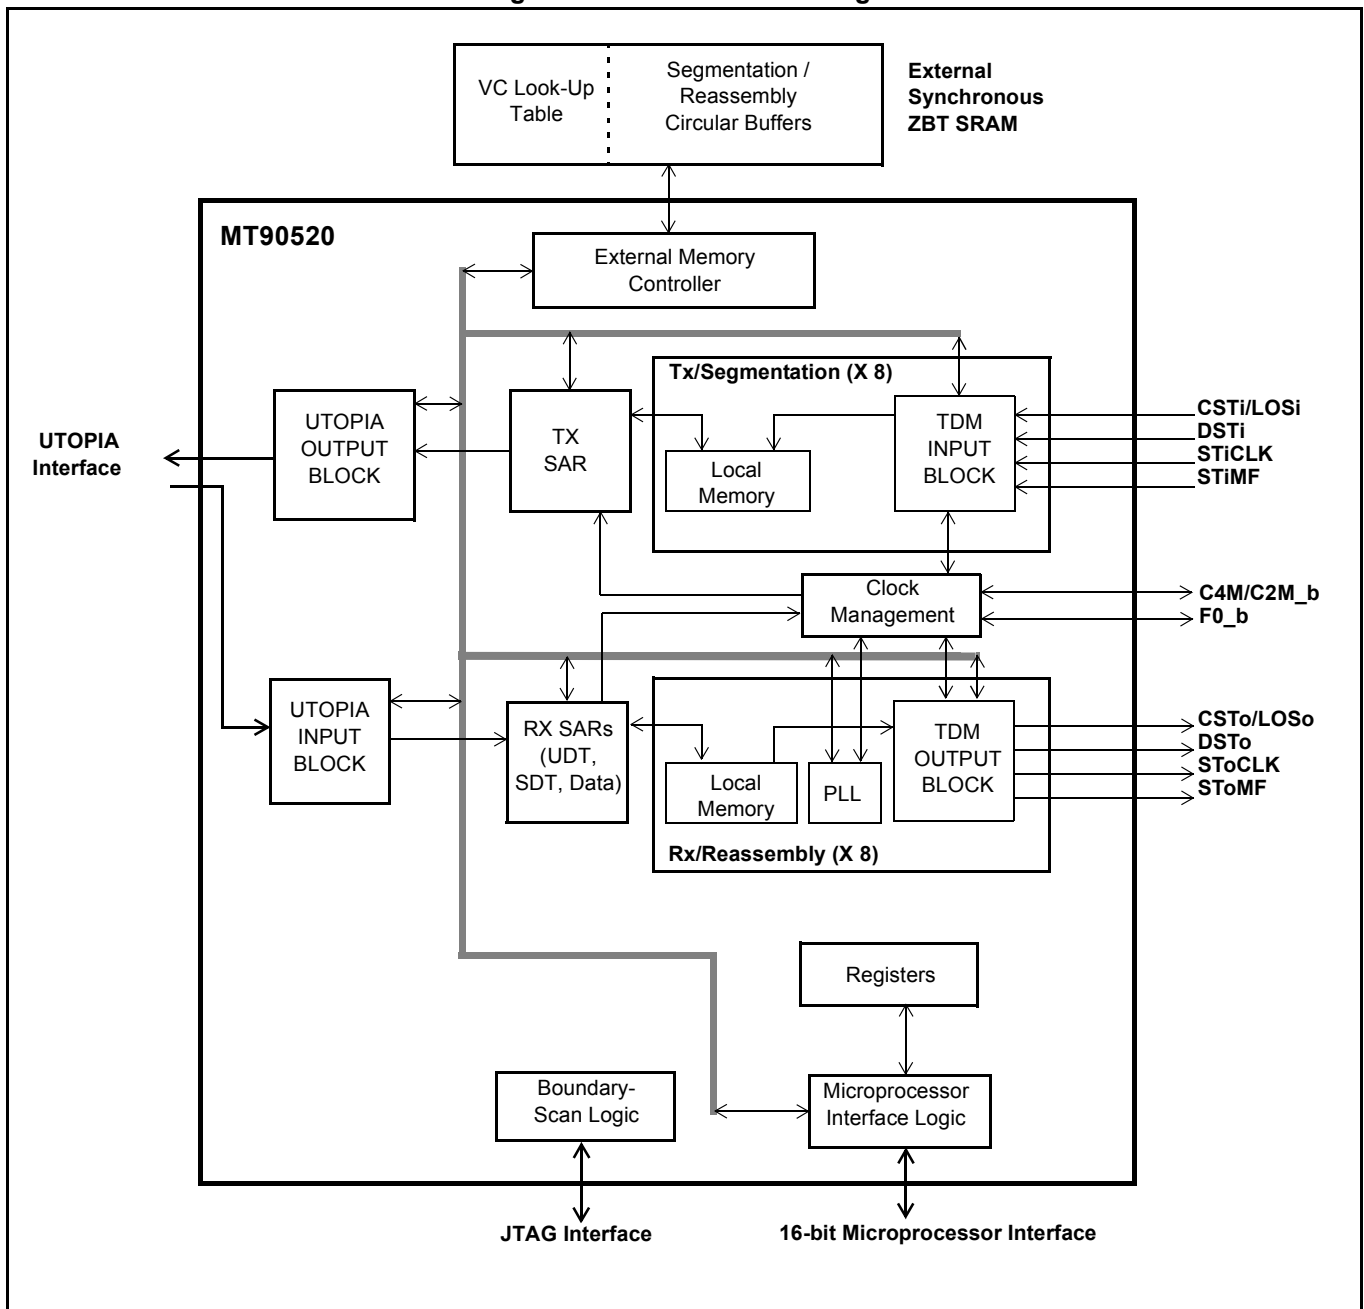 VC Look-Up
Table
Segmentation /
Reassembly
Circular Buffers
External
Synchronous
ZBT SRAM
MT90520
External Memory
Controller
Tx/Segmentation (X 8)
UTOPIA
Interface
UTOPIA
OUTPUT
BLOCK
TX
SAR
Local
Memory
TDM
INPUT
BLOCK
CSTi/LOSi
DSTi
STiCLK
STiMF
Clock
Management
C4M/C2M_b
F0_b
UTOPIA
INPUT
BLOCK
RX SARs
(UDT,
SDT, Data)
Local
Memory
PLL
TDM
OUTPUT
BLOCK
CSTo/LOSo
DSTo
SToCLK
SToMF
Rx/Reassembly (X 8)
Registers
Boundary-
Scan Logic
Microprocessor
Interface Logic
JTAG Interface
16-bit Microprocessor Interface